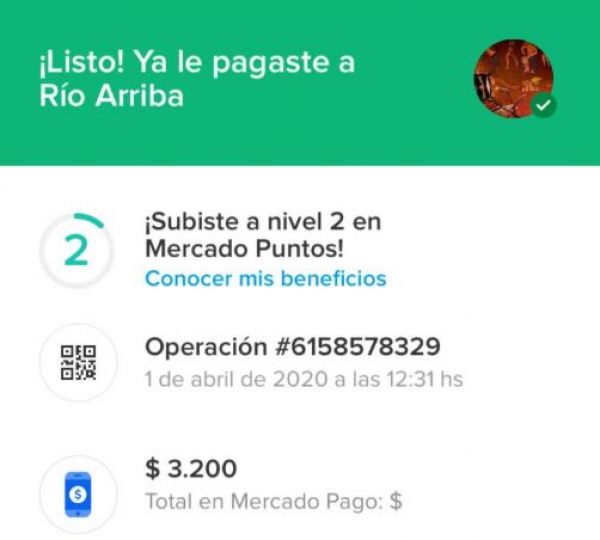 ¡Listo! Ya le pagaste a
Río Arriba
2
¡Subiste a nivel 2 en
Mercado Puntos!
Conocer mis beneficios
Operación #6158578329
1 de abril de 2020 a las 12:31 hs
$ 3.200
$
Total en Mercado Pago: $